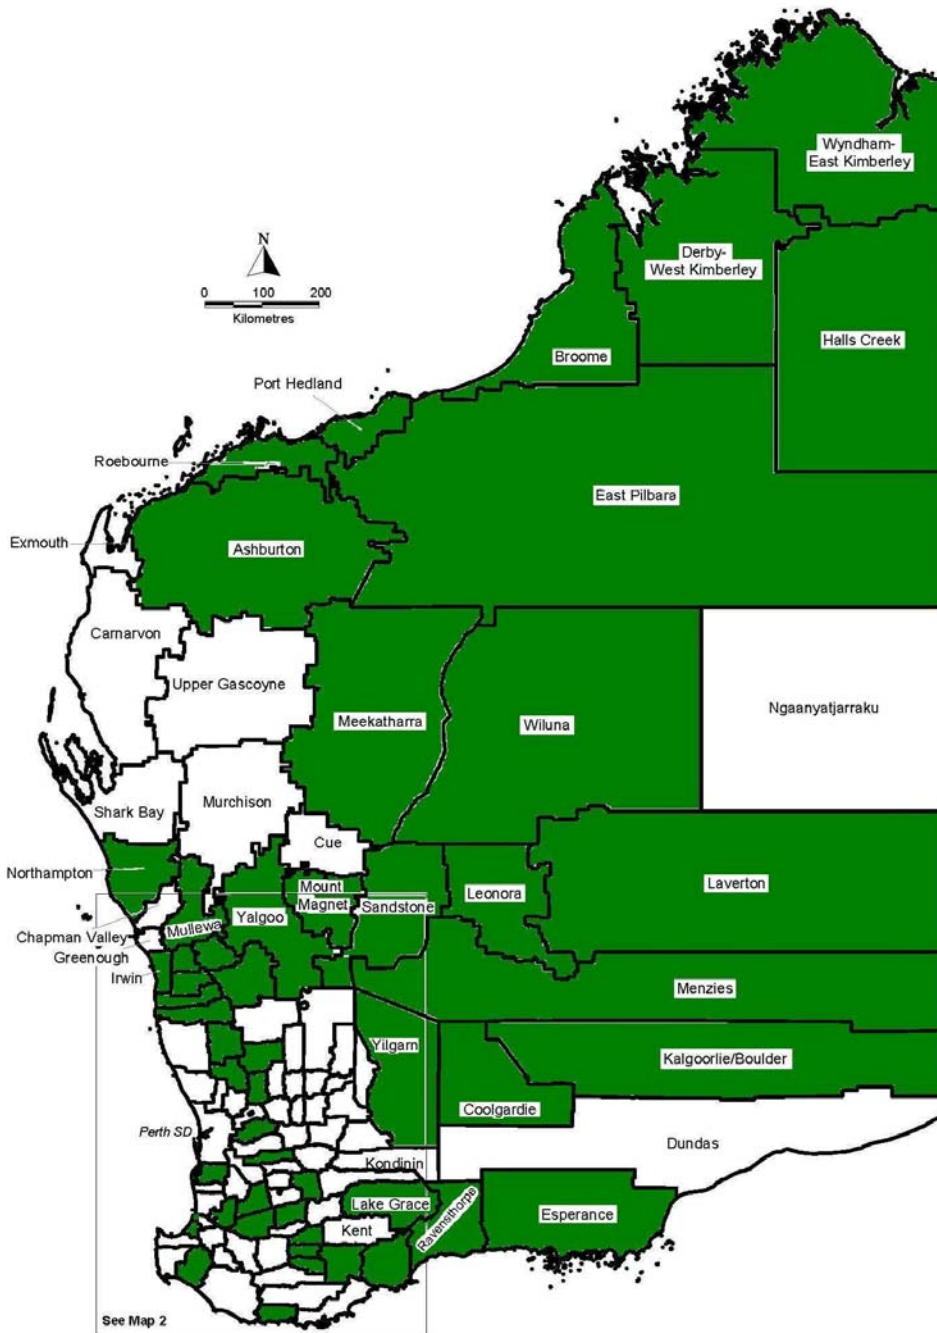 Wyndham-
East Kimberley
N
Derby-
West Kimberley
0 100 200
Kilometres
Halls Creek
Broome
Port Hedland
Roebourne
East Pilbara
Exmouth
Ashburton
Carnarvon
Upper Gascoyne
Ngaanyatjarraku
Meekatharra
Wiluna
Shark Bay
Murchison
Cue
Northampton
Mount
Magnet
Leonora
Laverton
Sandstone
Yalgoo
Mullewa
Chapman Valley
Greenough
Irwin
Menzies
Yilgarn
Kalgoorlie/Boulder
Coolgardie
Perth SD
Dundas
Kondinin
Lake Grace
Ravensthorpe
Esperance
Kent
See Map 2